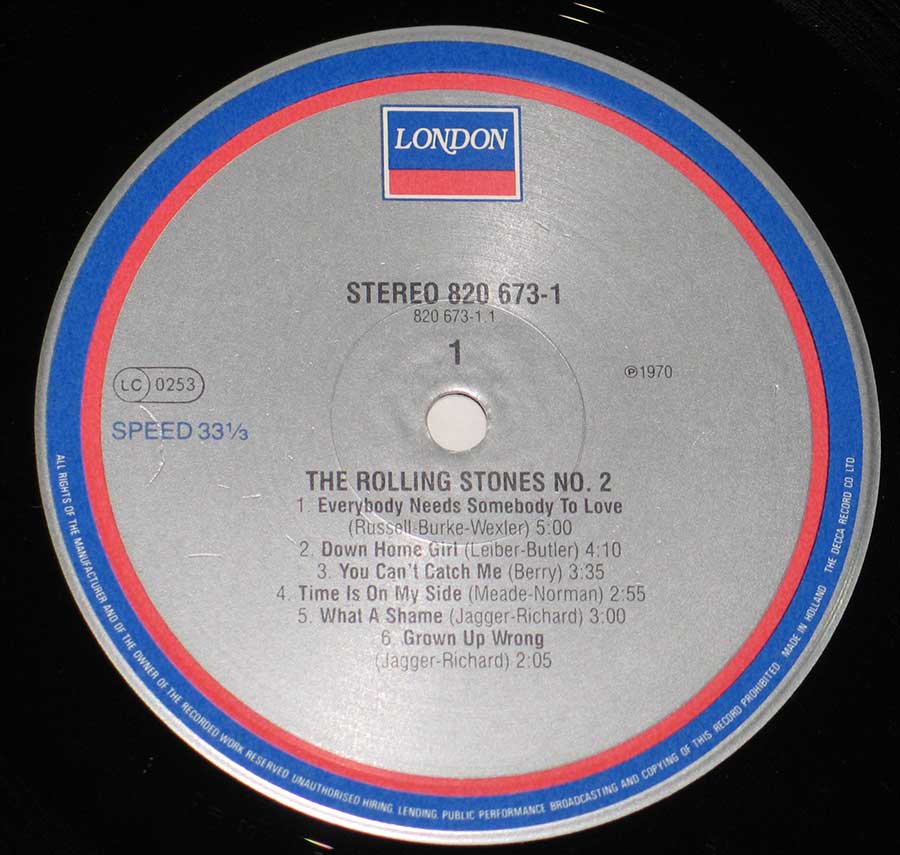 LONDON
STEREO 820 673-1
820 673-1.1
1
℗1970
LC 0253
SPEED 33⅓
THE ROLLING STONES NO. 2
1. Everybody Needs Somebody To Love
(Russell-Burke-Wexler) 5:00
2. Down Home Girl (Leiber-Butler) 4:10
3. You Can't Catch Me (Berry) 3:35
4. Time Is On My Side (Meade-Norman) 2:55
5. What A Shame (Jagger-Richard) 3:00
6. Grown Up Wrong
(Jagger-Richard) 2:05
ALL RIGHTS OF THE MANUFACTURER AND OF THE OWNER OF THE RECORDED WORK RESERVED UNAUTHORISED HIRING, LENDING, PUBLIC PERFORMANCE BROADCASTING AND COPYING OF THIS RECORD PROHIBITED. MADE IN HOLLAND THE DECCA RECORD CO LTD.